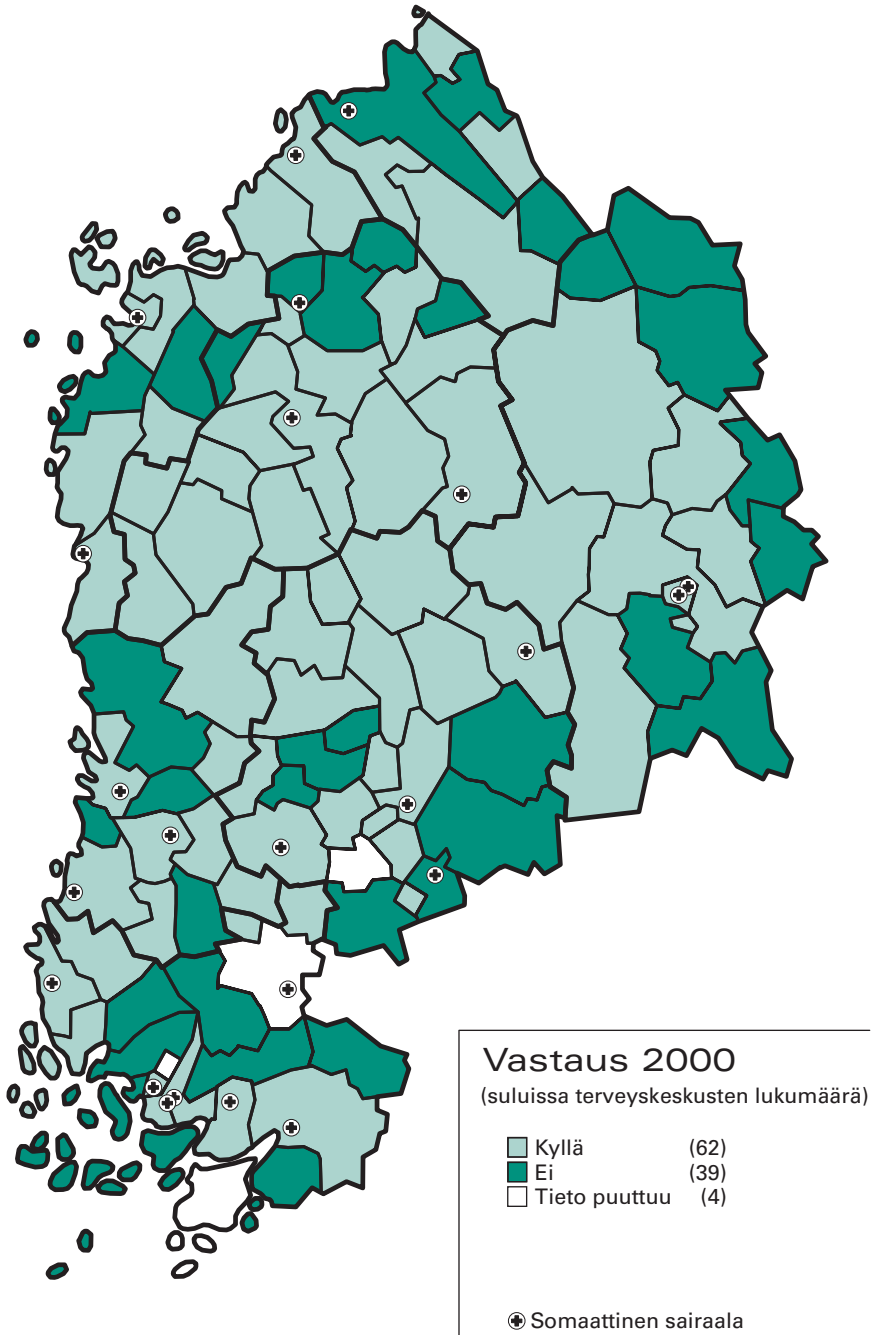 Vastaus 2000
(suluissa terveyskeskusten lukumäärä)
Kyllä (62)
Ei (39)
Tieto puuttuu (4)
Somaattinen sairaala